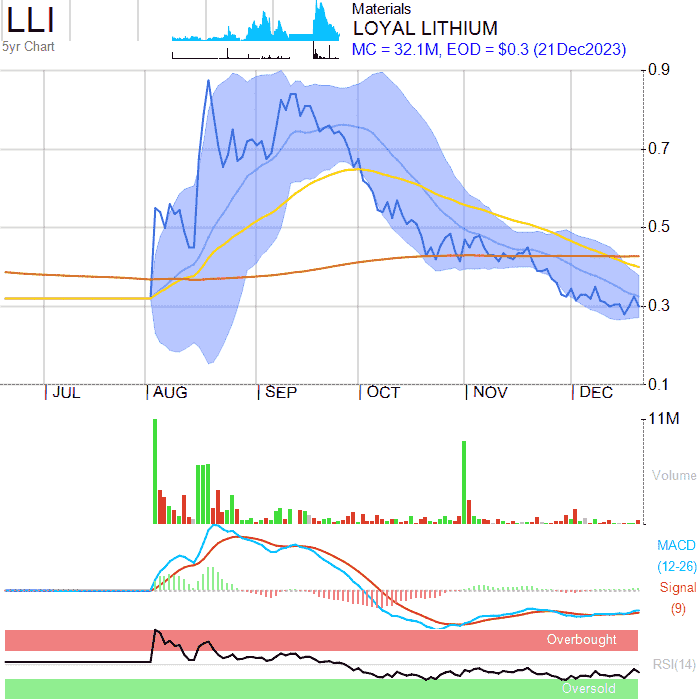 LLI
5yr Chart
Materials
LOYAL LITHIUM
MC = 32.1M, EOD = $0.3 (21Dec2023)
0.9
0.7
0.5
0.3
0.1
JUL AUG SEP OCT NOV DEC
11M
Volume
MACD
(12-26)
Signal
(9)
Overbought
RSI(14)
Oversold